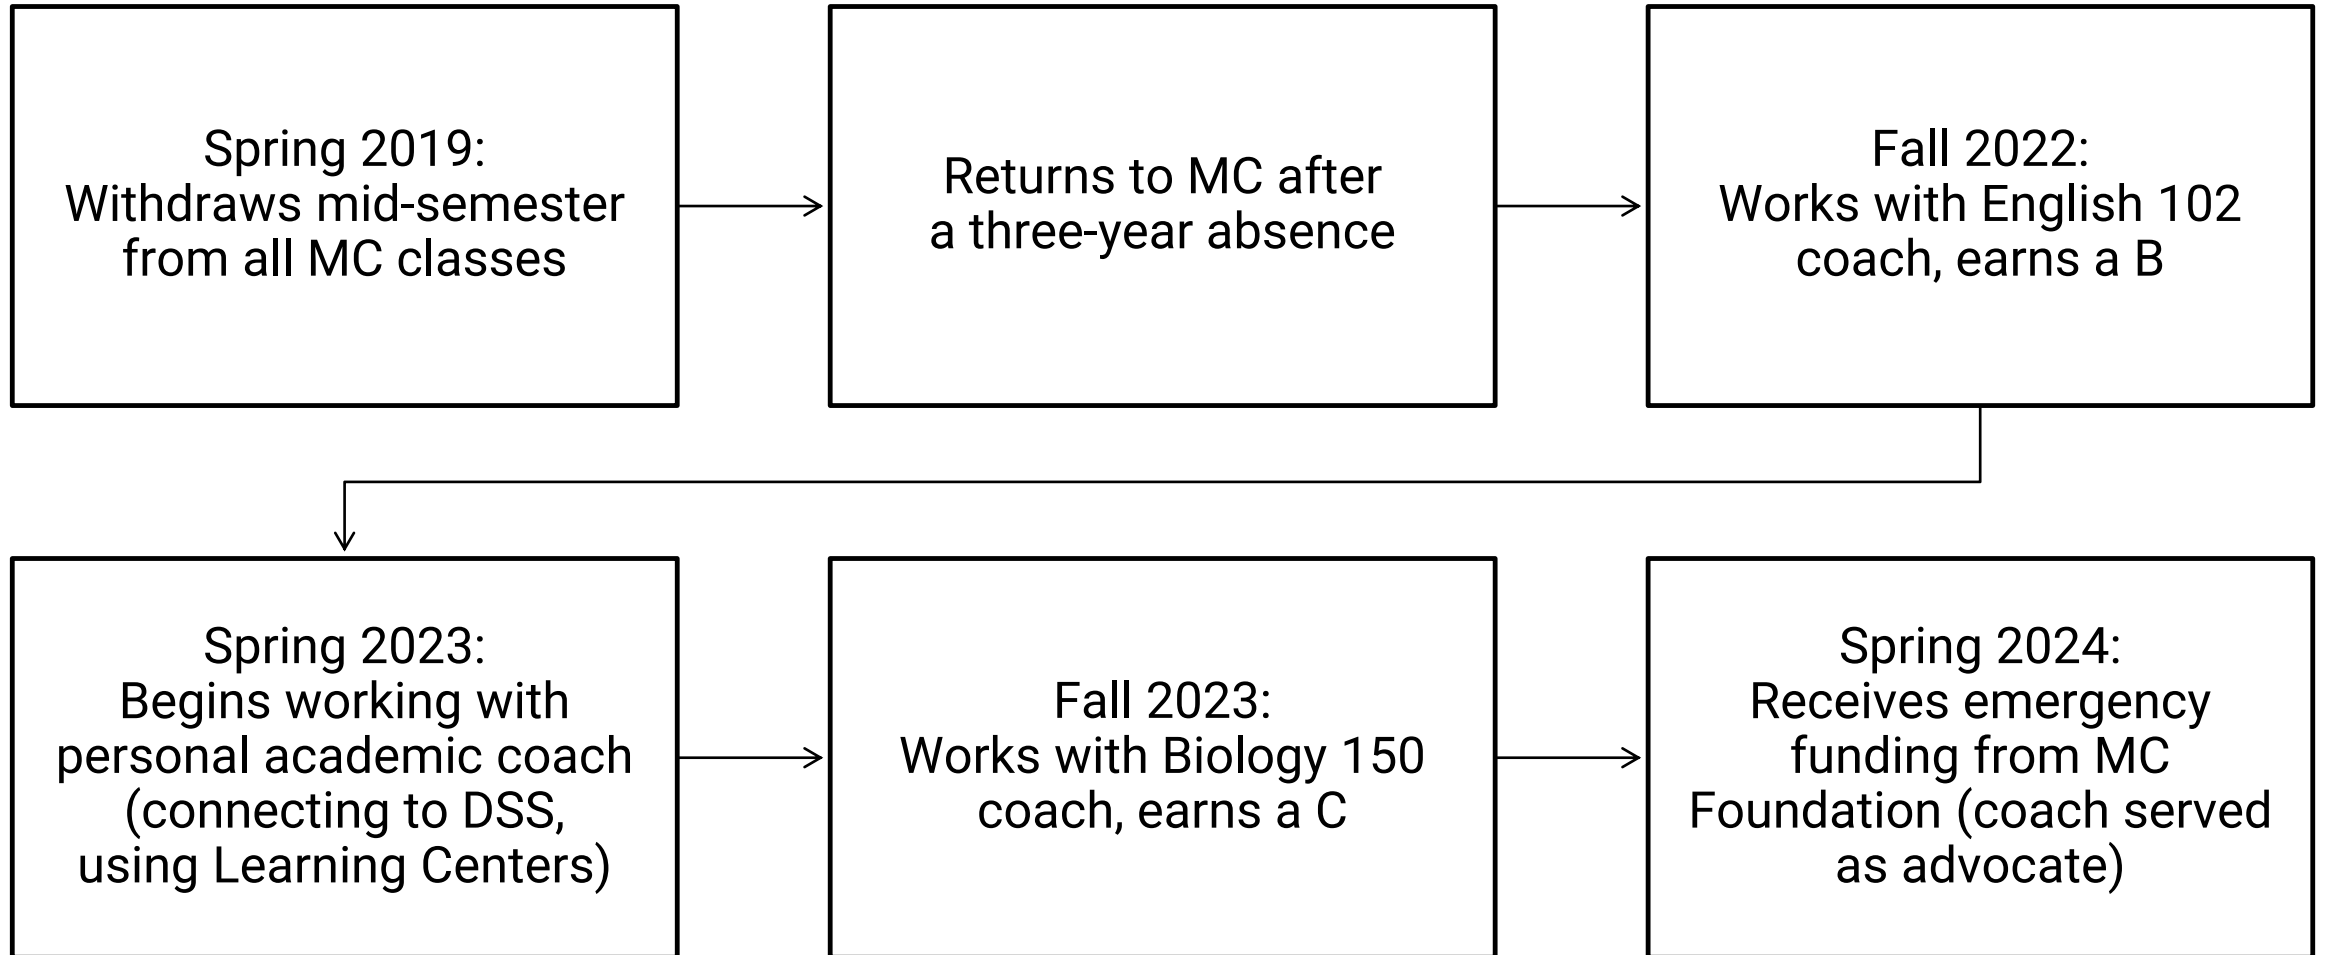 Spring 2019:
Withdraws mid-semester
from all MC classes
Returns to MC after
a three-year absence
Fall 2022:
Works with English 102
coach, earns a B
Spring 2023:
Begins working with
personal academic coach
(connecting to DSS,
using Learning Centers)
Fall 2023:
Works with Biology 150
coach, earns a C
Spring 2024:
Receives emergency
funding from MC
Foundation (coach served
as advocate)